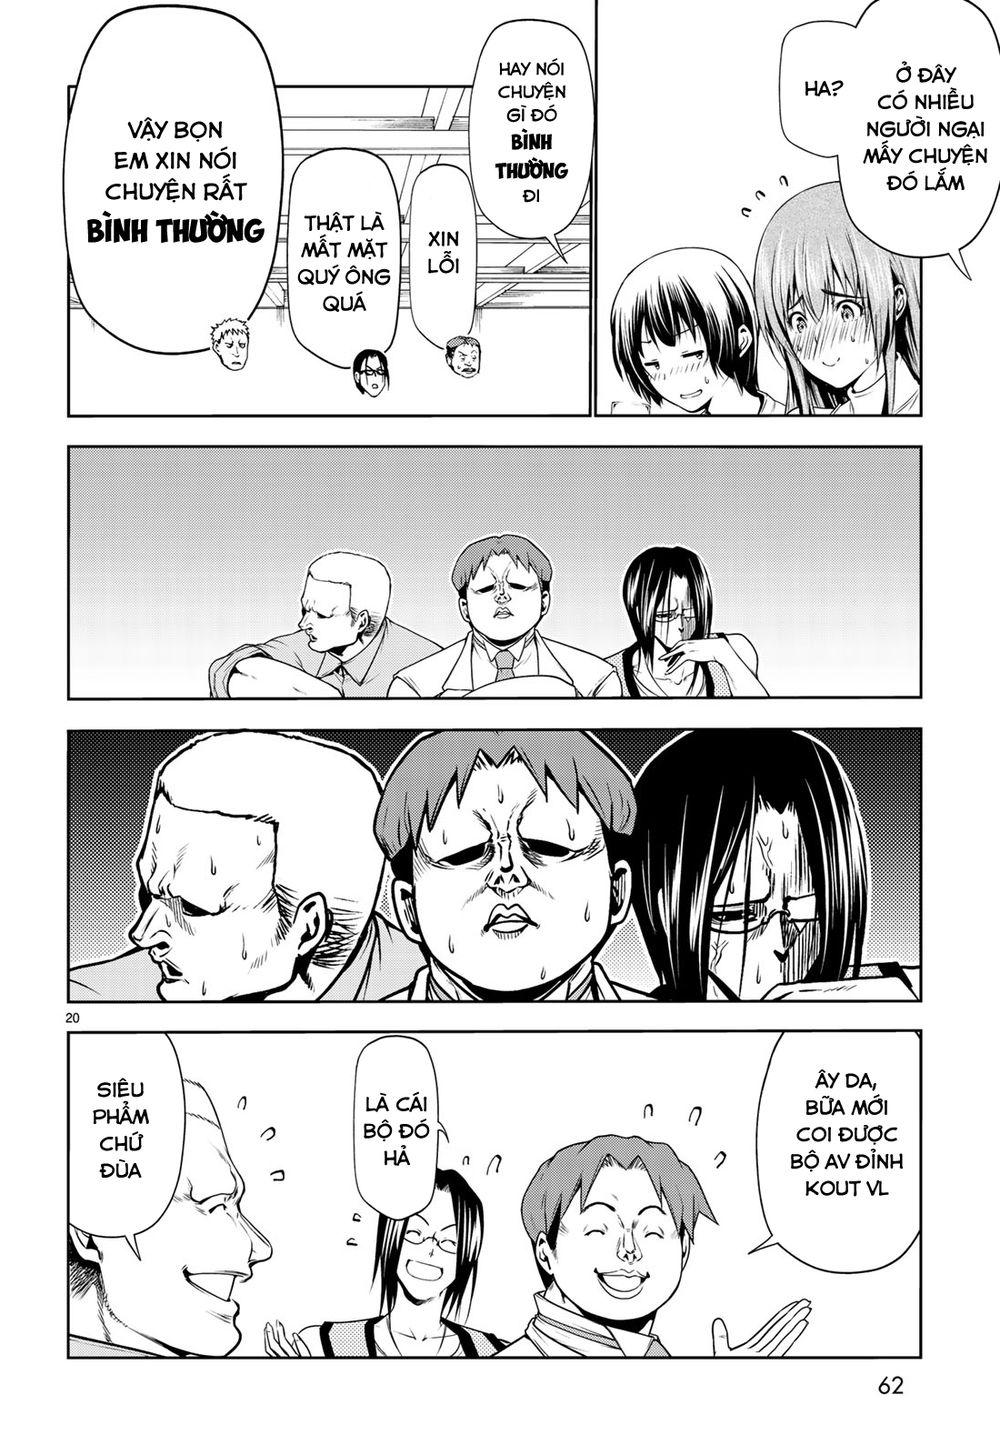 Ở ĐÂY
CÓ NHIỀU
NGƯỜI NGẠI
MẤY CHUYỆN
ĐÓ LẮM
HA?
HAY NÓI
CHUYỆN
GÌ ĐÓ
BÌNH
THƯỜNG
ĐI
XIN
LỖI
THẬT LÀ
MẤT MẶT
QUÝ ÔNG
QUÁ
VẬY BỌN
EM XIN NÓI
CHUYỆN RẤT
BÌNH THƯỜNG
20
ÂY DA,
BỮA MỚI
COI ĐƯỢC
BỘ AV ĐỈNH
KOUT VL
LÀ CÁI
BỘ ĐÓ
HẢ
SIÊU
PHẨM
CHỨ
ĐÙA
62